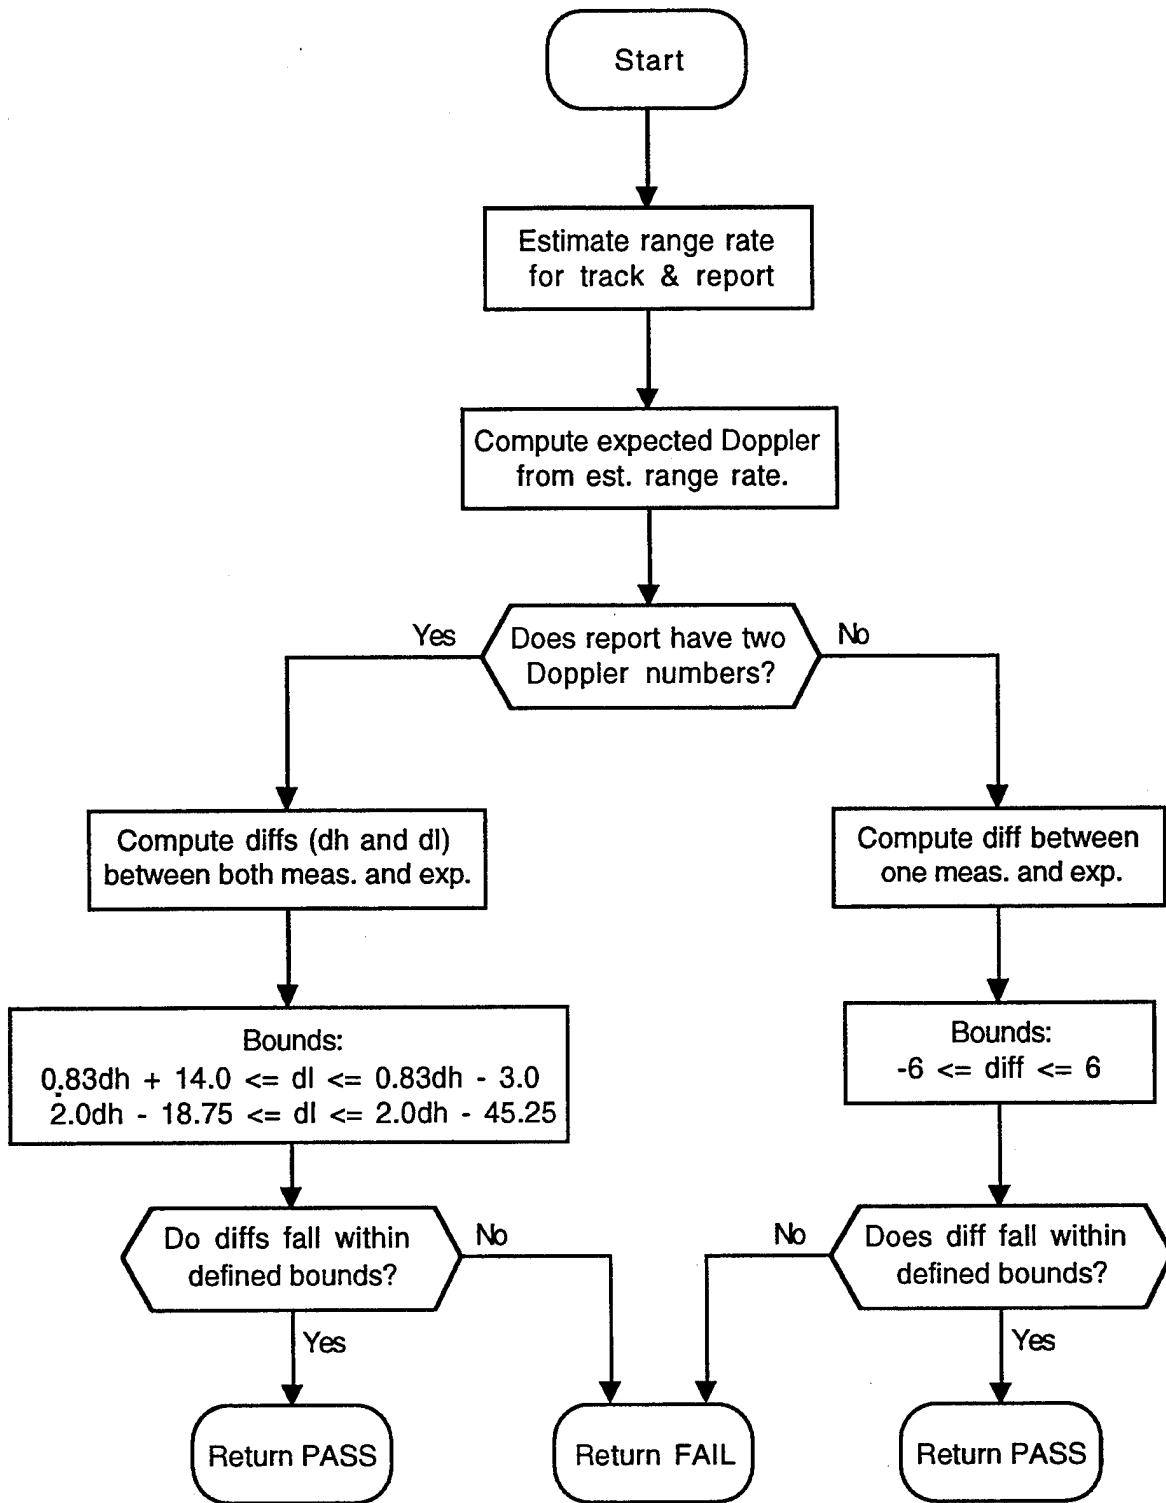 Start
Estimate range rate
for track & report
Compute expected Doppler
from est. range rate.
Yes
Does report have two
Doppler numbers?
No
Compute diffs (dh and dl)
between both meas. and exp.
Compute diff between
one meas. and exp.
Bounds:
0.83dh + 14.0 <= dl <= 0.83dh - 3.0
2.0dh - 18.75 <= dl <= 2.0dh - 45.25
Bounds:
-6 <= diff <= 6
Do diffs fall within
defined bounds?
No
No
Does diff fall within
defined bounds?
Yes
Yes
Return PASS
Return FAIL
Return PASS